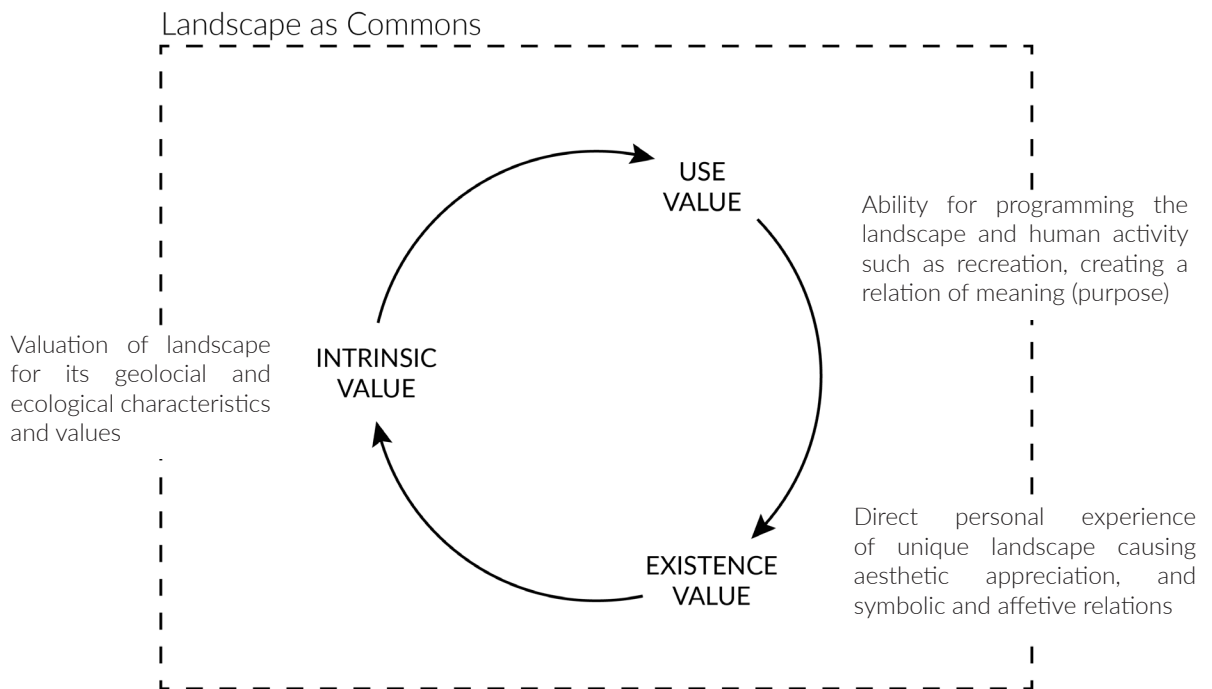 Landscape as Commons
USE
VALUE
Ability for programming the
landscape and human activity
such as recreation, creating a
relation of meaning (purpose)
Valuation of landscape
for its geolocial and
ecological characteristics
and values
INTRINSIC
VALUE
EXISTENCE
VALUE
Direct personal experience
of unique landscape causing
aesthetic appreciation, and
symbolic and affetive relations